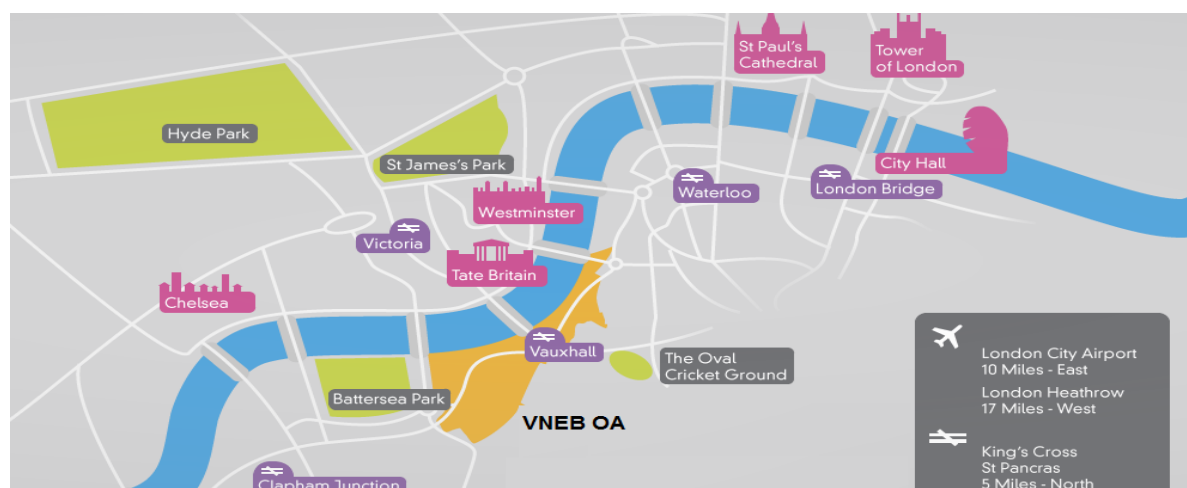 St Paul's
Cathedral
Tower
of London
Hyde Park
St James's Park
City Hall
Waterloo
London Bridge
Westminster
Victoria
Tate Britain
Chelsea
Vauxhall
The Oval
Cricket Ground
Battersea Park
VNEB OA
Clapham Junction
London City Airport
10 Miles - East
London Heathrow
17 Miles - West
King's Cross
St Pancras
5 Miles - North